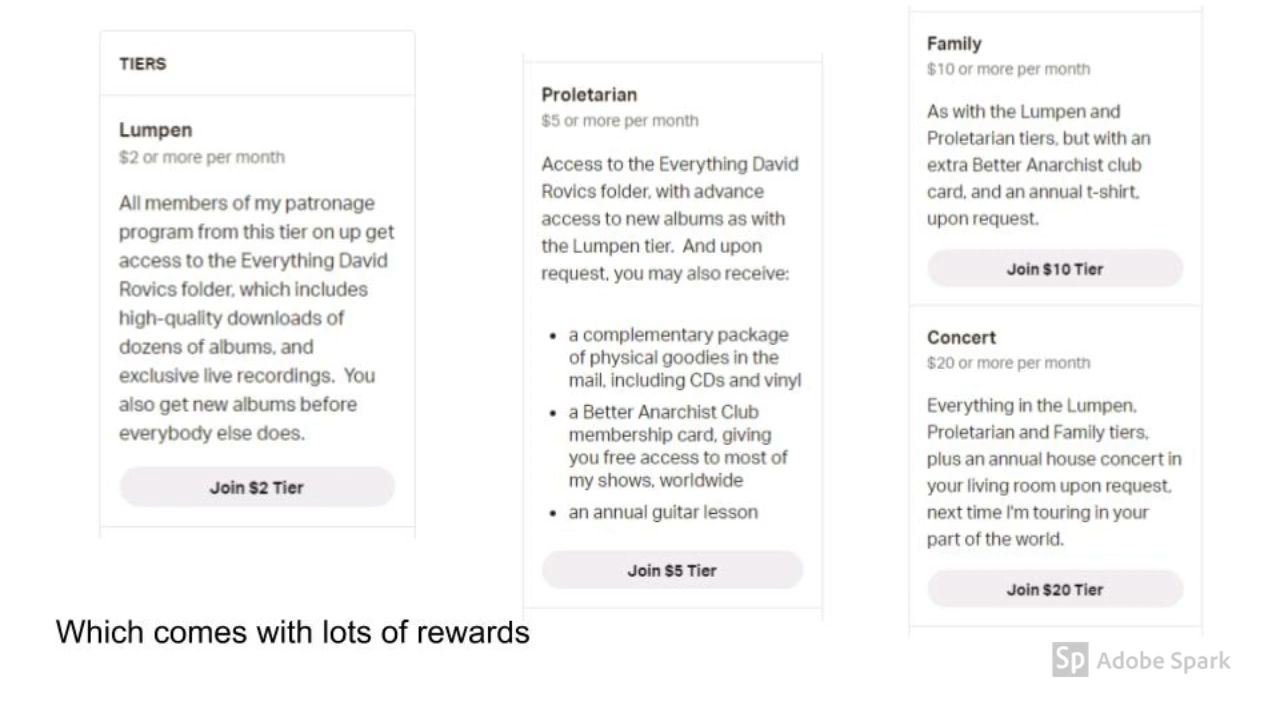 TIERS
Lumpen
$2 or more per month
All members of my patronage
program from this tier on up get
access to the Everything David
Rovics folder, which includes
high-quality downloads of
dozens of albums, and
exclusive live recordings.  You
also get new albums before
everybody else does.
Join $2 Tier
Proletarian
$5 or more per month
Access to the Everything David
Rovics folder, with advance
access to new albums as with
the Lumpen tier.  And upon
request, you may also receive:
• a complementary package
of physical goodies in the
mail, including CDs and vinyl
• a Better Anarchist Club
membership card, giving
you free access to most of
my shows, worldwide
• an annual guitar lesson
Join $5 Tier
Family
$10 or more per month
As with the Lumpen and
Proletarian tiers, but with an
extra Better Anarchist club
card, and an annual t-shirt,
upon request.
Join $10 Tier
Concert
$20 or more per month
Everything in the Lumpen,
Proletarian and Family tiers,
plus an annual house concert in
your living room upon request,
next time I'm touring in your
part of the world.
Join $20 Tier
Which comes with lots of rewards
Sp Adobe Spark